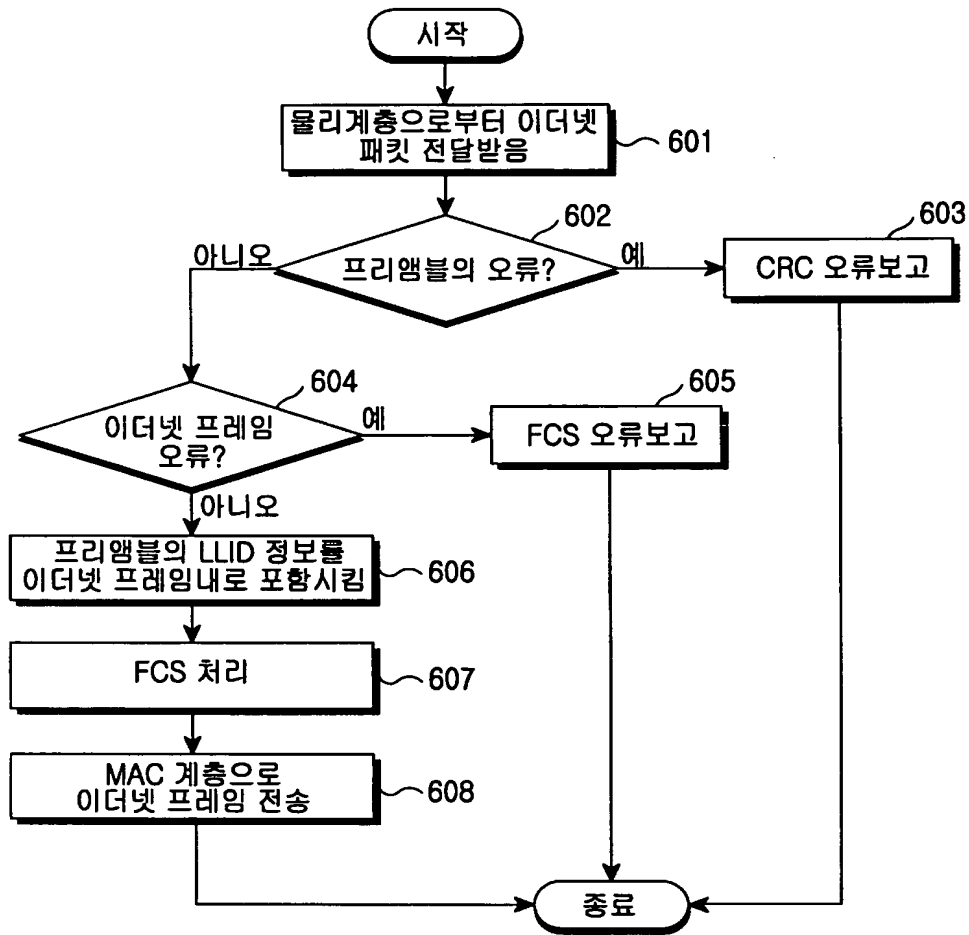 시작
물리계층으로부터 이더넷
패킷 전달받음
601
602
프리앰블의 오류?
아니오
예
603
CRC 오류보고
604
이더넷 프레임
오류?
예
605
FCS 오류보고
아니오
프리앰블의 LLID 정보를
이더넷 프레임내로 포함시킴
606
FCS 처리
607
MAC 계층으로
이더넷 프레임 전송
608
종료